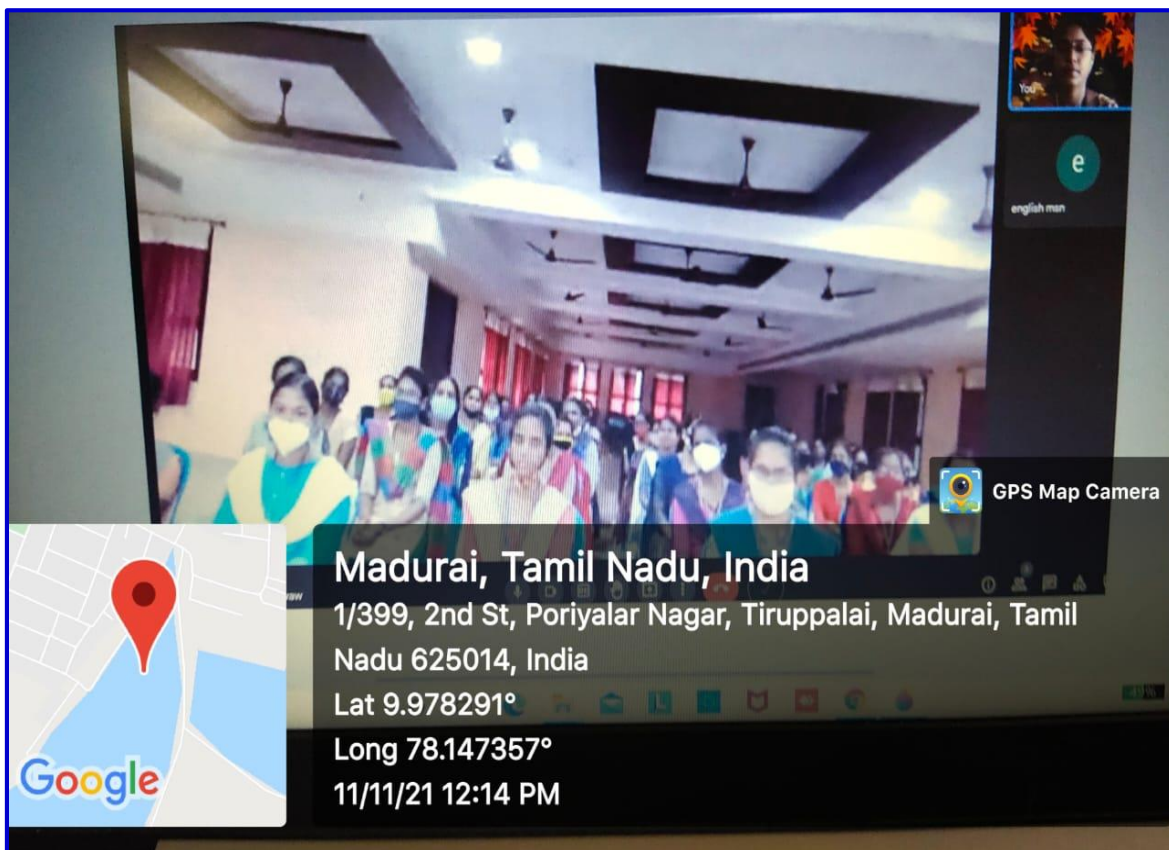 You
e
english msn
GPS Map Camera
Madurai, Tamil Nadu, India
1/399, 2nd St, Poriyalar Nagar, Tiruppalai, Madurai, Tamil
Nadu 625014, India
Lat 9.978291°
Long 78.147357°
11/11/21 12:14 PM
Google